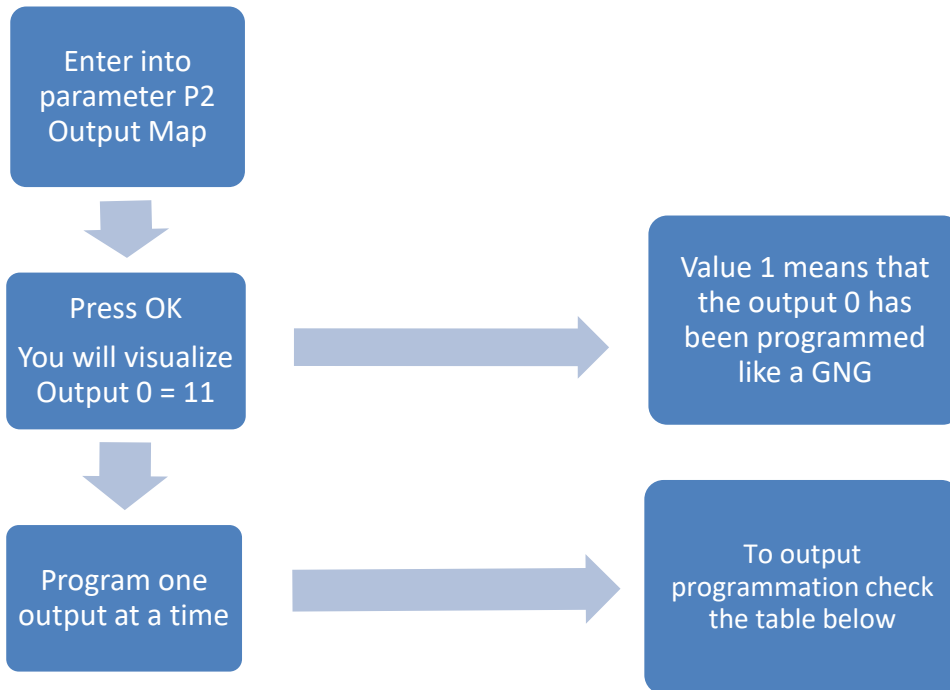 Enter into
parameter P2
Output Map
Press OK
You will visualize
Output 0 = 11
Value 1 means that
the output 0 has
been programmed
like a GNG
Program one
output at a time
To output
programmation check
the table below